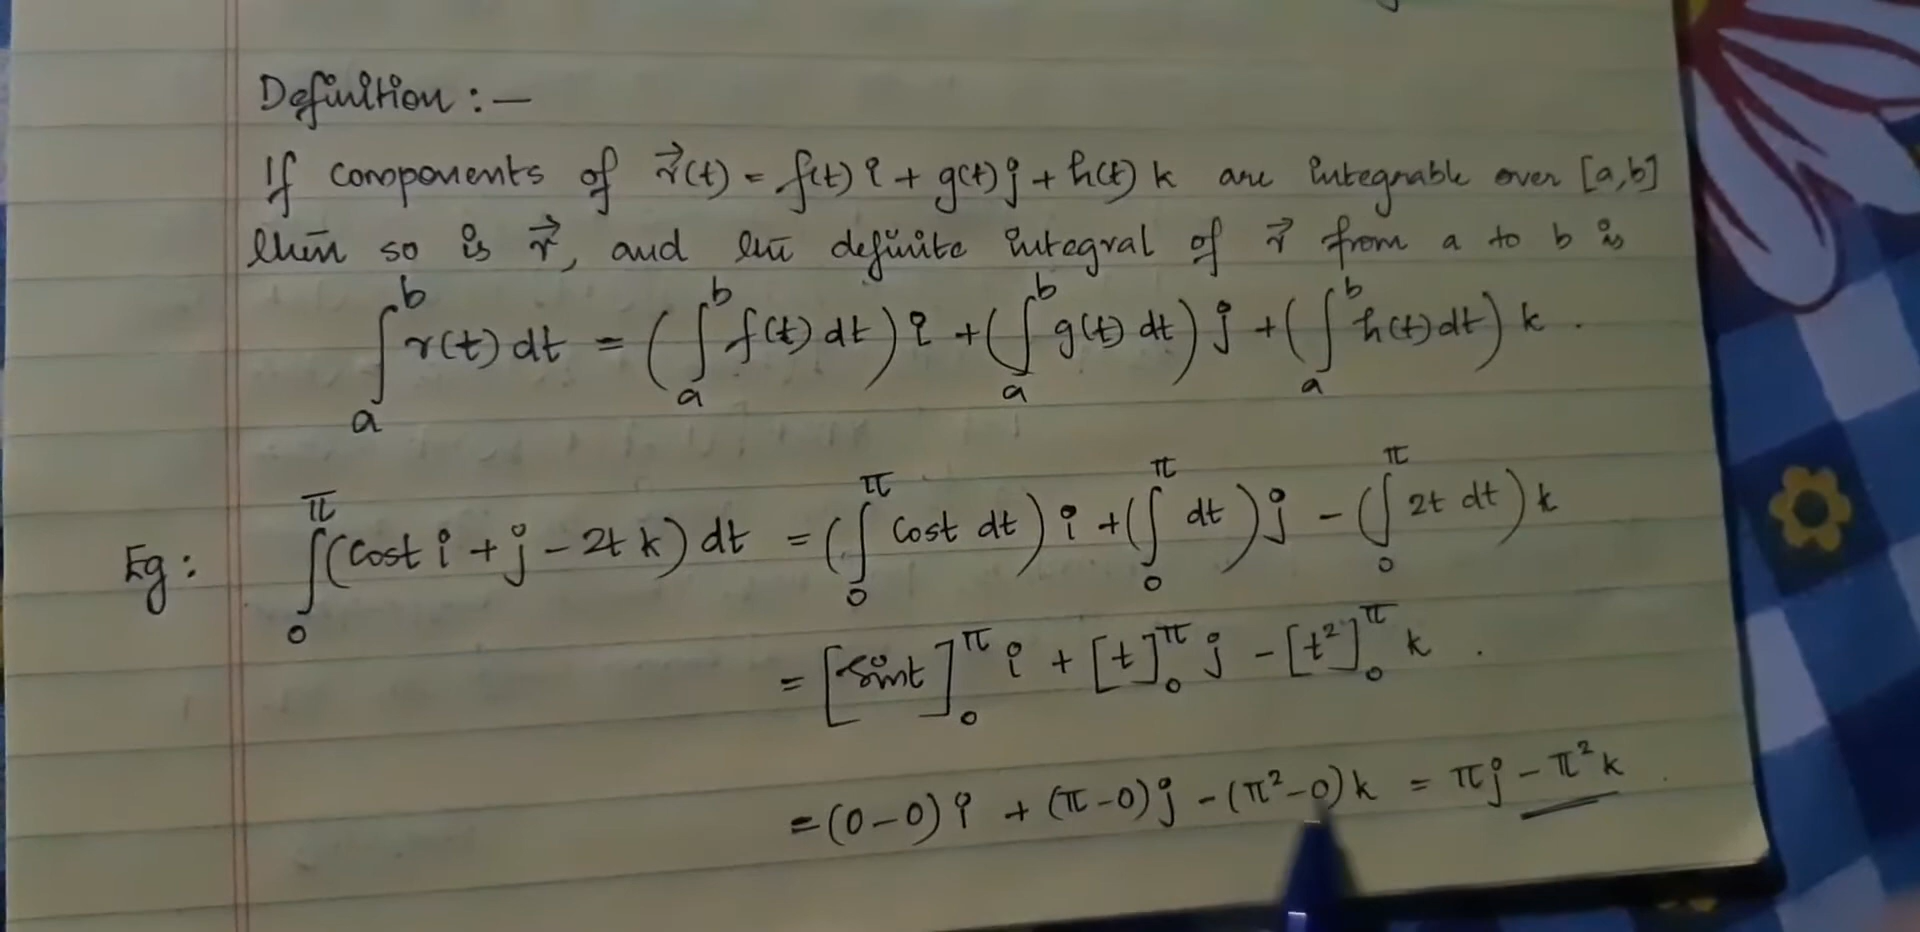 Definition :—
If components of r⃗(t) = f(t) i + g(t) j + h(t) k are integrable over [a,b]
then so is r⃗, and the definite integral of r⃗ from a to b is
∫_a^b r(t) dt = (∫_a^b f(t) dt) i + (∫_a^b g(t) dt) j + (∫_a^b h(t) dt) k .
Eg : ∫_0^π (cost i + j - 2t k) dt = (∫_0^π cost dt) i + (∫_0^π dt) j - (∫_0^π 2t dt) k
= [sint]_0^π i + [t]_0^π j - [t²]_0^π k .
= (0-0) i + (π-0) j - (π²-0) k = πj - π²k